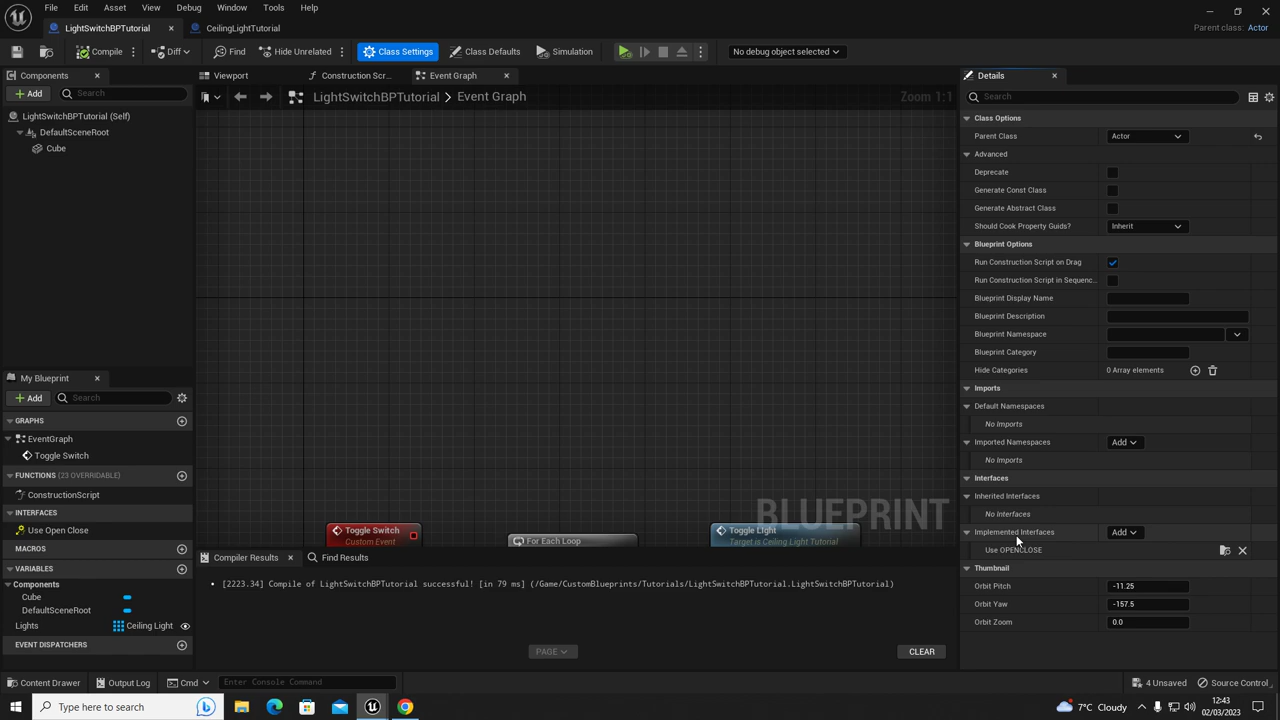 File Edit Asset View Debug Window Tools Help
LightSwitchBPTutorial CeilingLightTutorial
Parent class: Actor
Compile Diff Find Hide Unrelated Class Settings Class Defaults Simulation No debug object selected
Components Viewport Construction Scr... Event Graph Details
Add Search LightSwitchBPTutorial > Event Graph Zoom 1:1 Search
LightSwitchBPTutorial (Self)
DefaultSceneRoot
Cube
Class Options
Parent Class Actor
Advanced
Deprecate
Generate Const Class
Generate Abstract Class
Should Cook Property Guids? Inherit
Blueprint Options
Run Construction Script on Drag
Run Construction Script in Sequenc..
Blueprint Display Name
Blueprint Description
Blueprint Namespace
Blueprint Category
Hide Categories 0 Array elements
Imports
Default Namespaces
No Imports
Imported Namespaces Add
No Imports
Interfaces
Inherited Interfaces
No Interfaces
Implemented Interfaces Add
Use OPENCLOSE
Thumbnail
Orbit Pitch -11.25
Orbit Yaw -157.5
Orbit Zoom 0.0
My Blueprint
Add Search
GRAPHS
EventGraph
Toggle Switch
FUNCTIONS (23 OVERRIDABLE)
ConstructionScript
INTERFACES
Use Open Close
MACROS
VARIABLES
Components
Cube
DefaultSceneRoot
Lights Ceiling Light
EVENT DISPATCHERS
BLUEPRINT
Toggle Switch
Custom Event
For Each Loop
Toggle Light
Target is Ceiling Light Tutorial
Compiler Results Find Results
[2223.34] Compile of LightSwitchBPTutorial successful! [in 79 ms] (/Game/CustomBlueprints/Tutorials/LightSwitchBPTutorial.LightSwitchBPTutorial)
PAGE CLEAR
Content Drawer Output Log Cmd Enter Console Command 4 Unsaved Source Control
Type here to search 7°C Cloudy 12:43
02/03/2023